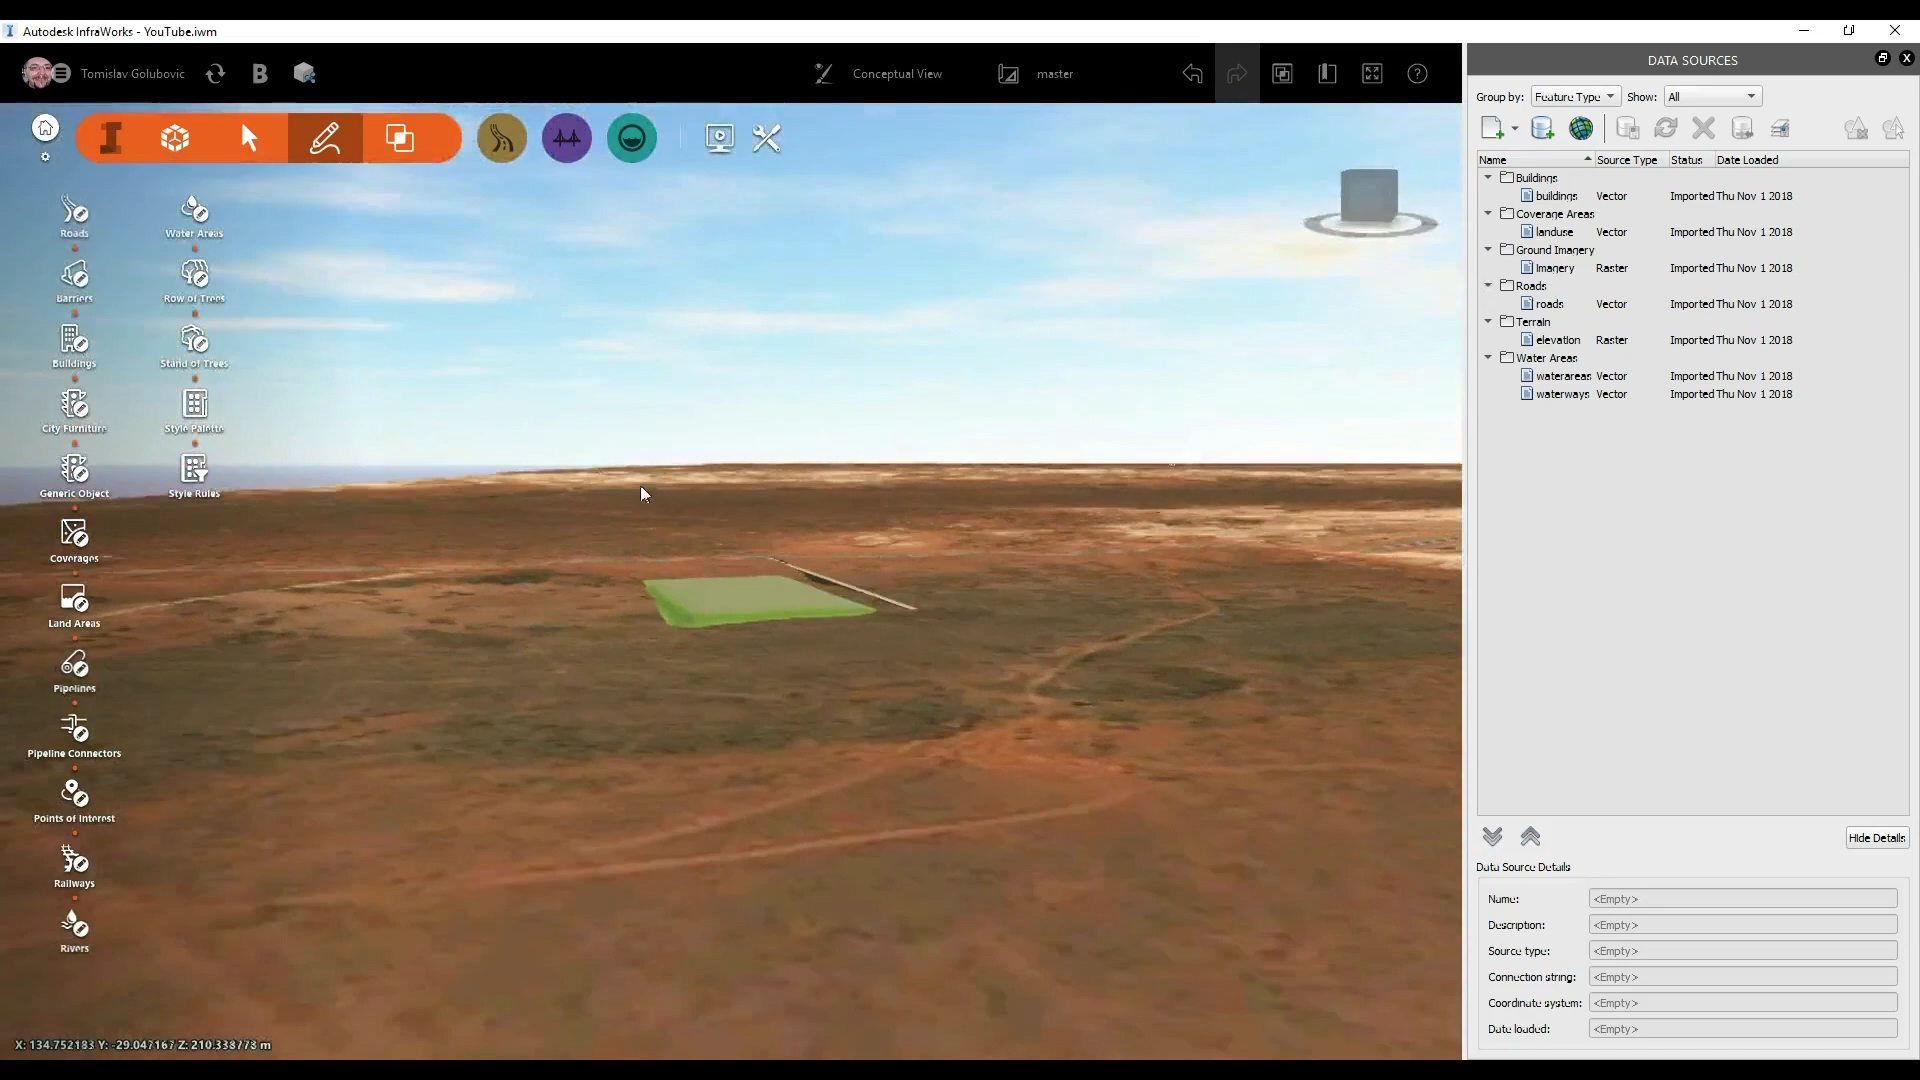 Autodesk InfraWorks - YouTube.iwm
Tomislav Golubovic
B
Conceptual View
master
Roads
Water Areas
Barriers
Row of Trees
Buildings
Stand of Trees
City Furniture
Style Palette
Generic Object
Style Rules
Coverages
Land Areas
Pipelines
Pipeline Connectors
Points of Interest
Railways
Rivers
X: 134.752183 Y: -29.047167 Z: 210.338778 m
DATA SOURCES
Group by: Feature Type Show: All
Name Source Type Status Date Loaded
Buildings
buildings Vector Imported Thu Nov 1 2018
Coverage Areas
landuse Vector Imported Thu Nov 1 2018
Ground Imagery
Imagery Raster Imported Thu Nov 1 2018
Roads
roads Vector Imported Thu Nov 1 2018
Terrain
elevation Raster Imported Thu Nov 1 2018
Water Areas
waterareas Vector Imported Thu Nov 1 2018
waterways Vector Imported Thu Nov 1 2018
Hide Details
Data Source Details
Name: <Empty>
Description: <Empty>
Source type: <Empty>
Connection string: <Empty>
Coordinate system: <Empty>
Date loaded: <Empty>